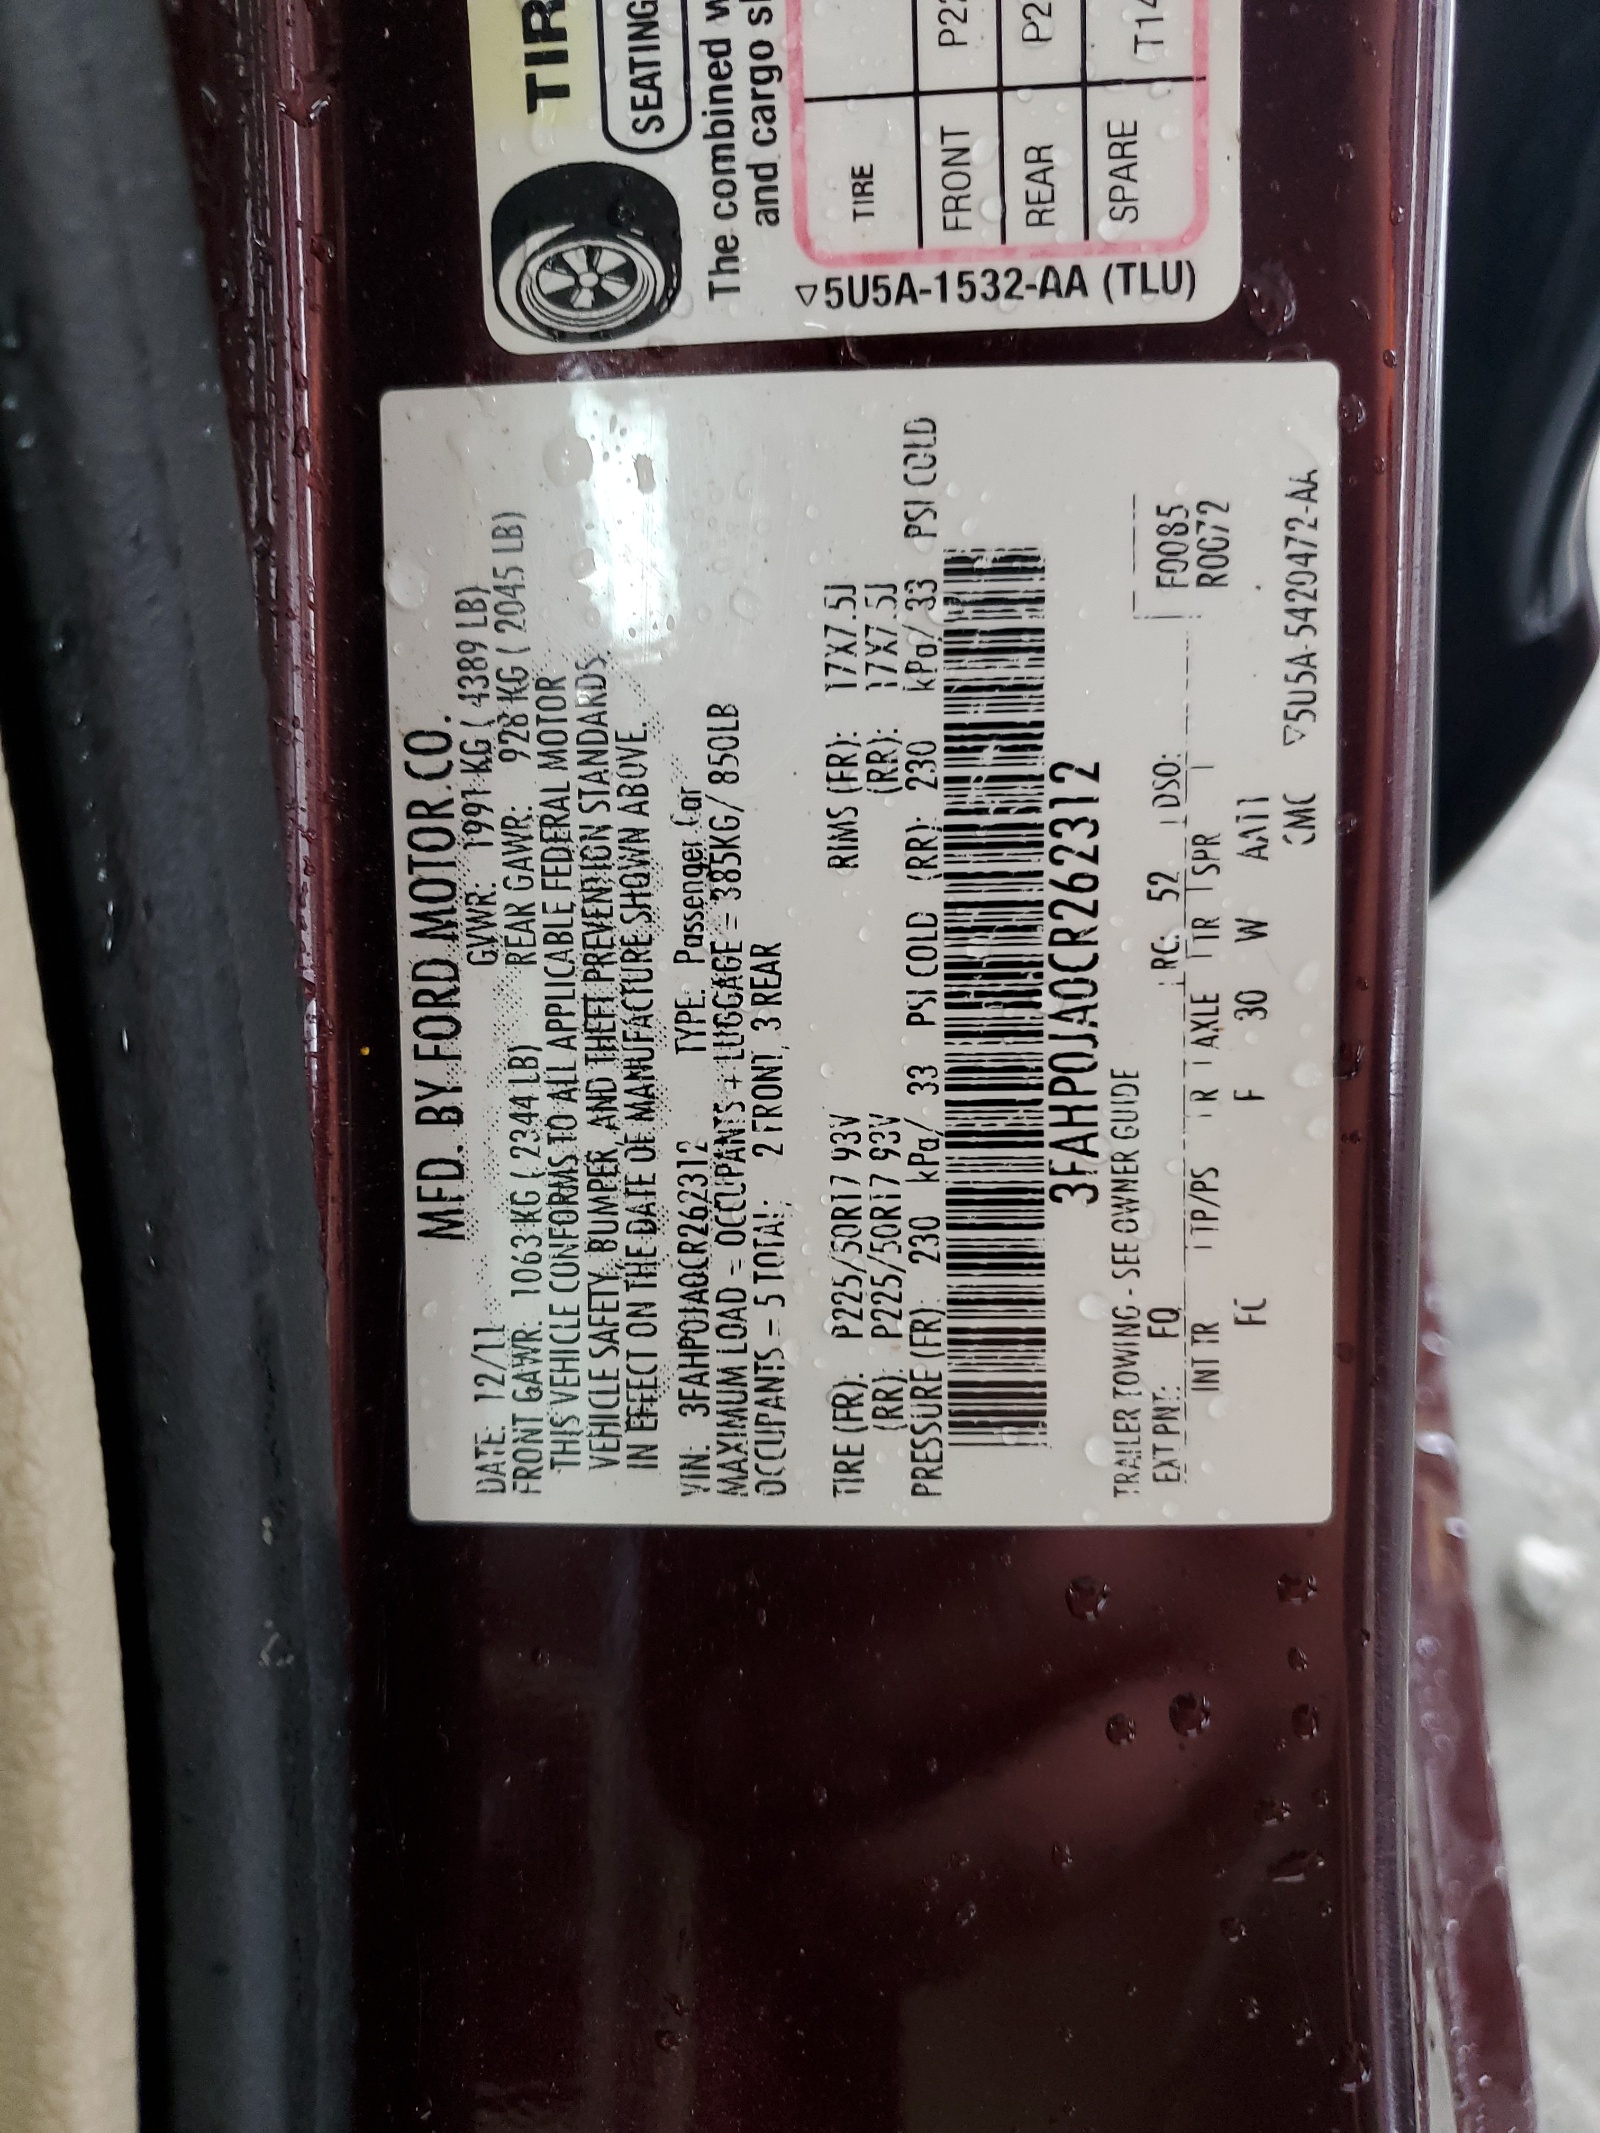 MFD. BY FORD MOTOR CO.
DATE: 12/11 GVWR: 1991 KG ( 4389 LB)
FRONT GAWR: 1063 KG ( 2344 LB) REAR GAWR: 928 KG ( 2045 LB)
THIS VEHICLE CONFORMS TO ALL APPLICABLE FEDERAL MOTOR
VEHICLE SAFETY, BUMPER, AND THEFT PREVENTION STANDARDS
IN EFFECT ON THE DATE OF MANUFACTURE SHOWN ABOVE.
VIN: 3FAHP0JA0CR262312 TYPE: Passenger Car
MAXIMUM LOAD = OCCUPANTS + LUGGAGE = 385KG/ 850LB
OCCUPANTS = 5 TOTAL, 2 FRONT, 3 REAR
TIRE (FR): P225/50R17 93V RIMS (FR): 17X7.5J
(RR): P225/50R17 93V (RR): 17X7.5J
PRESSURE (FR): 230 kPa/ 33 PSI COLD (RR): 230 kPa/ 33 PSI COLD
3FAHP0JA0CR262312
TRAILER TOWING - SEE OWNER GUIDE
EXT PNT: FQ RC: 52 DSO: F0085
INT TR TP/PS R AXLE TR SPR R0072
FC F 30 W AA11
CMC ▽5U5A-5420472-AA
TIR
SEATING
The combined w
and cargo s
TIRE
FRONT P22
REAR P2
SPARE T14
▽5U5A-1532-AA (TLU)